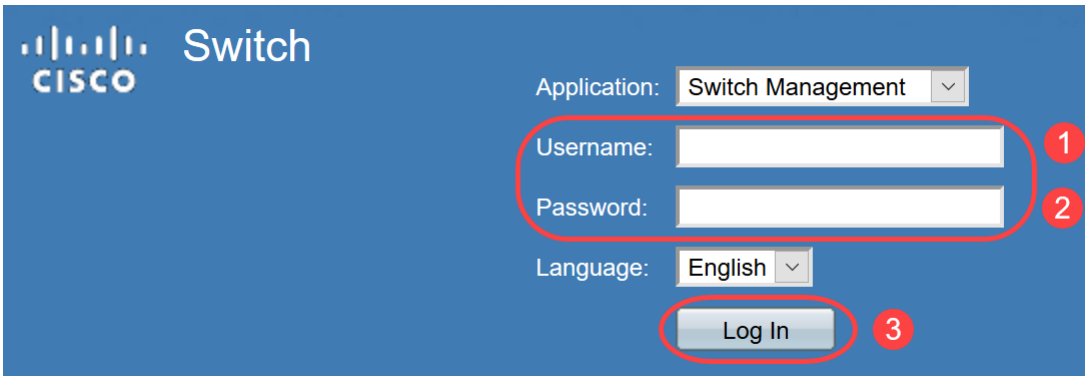 CISCO
Switch
Application: Switch Management
Username: 1
Password: 2
Language: English
Log In 3